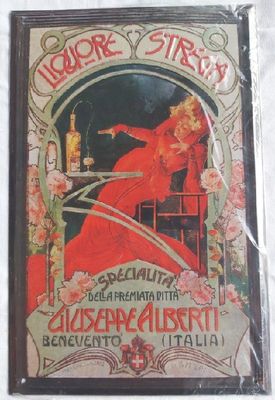 LIQUORE STREGA
SPECIALITÀ
DELLA PREMIATA DITTA
GIUSEPPE ALBERTI
BENEVENTO (ITALIA)